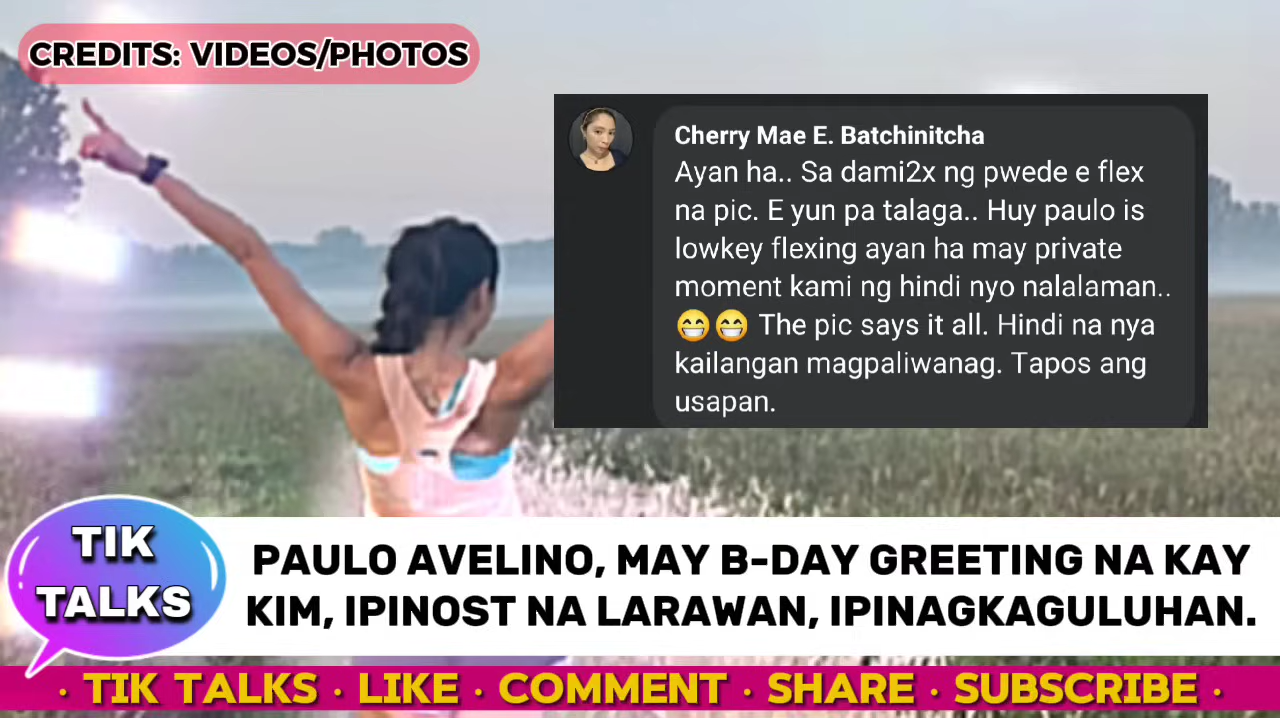 CREDITS: VIDEOS/PHOTOS
Cherry Mae E. Batchinitcha
Ayan ha.. Sa dami2x ng pwede e flex
na pic. E yun pa talaga.. Huy paulo is
lowkey flexing ayan ha may private
moment kami ng hindi nyo nalalaman..
😁😁 The pic says it all. Hindi na nya
kailangan magpaliwanag. Tapos ang
usapan.
TIK
TALKS
PAULO AVELINO, MAY B-DAY GREETING NA KAY
KIM, IPINOST NA LARAWAN, IPINAGKAGULUHAN.
· TIK TALKS · LIKE · COMMENT · SHARE · SUBSCRIBE ·